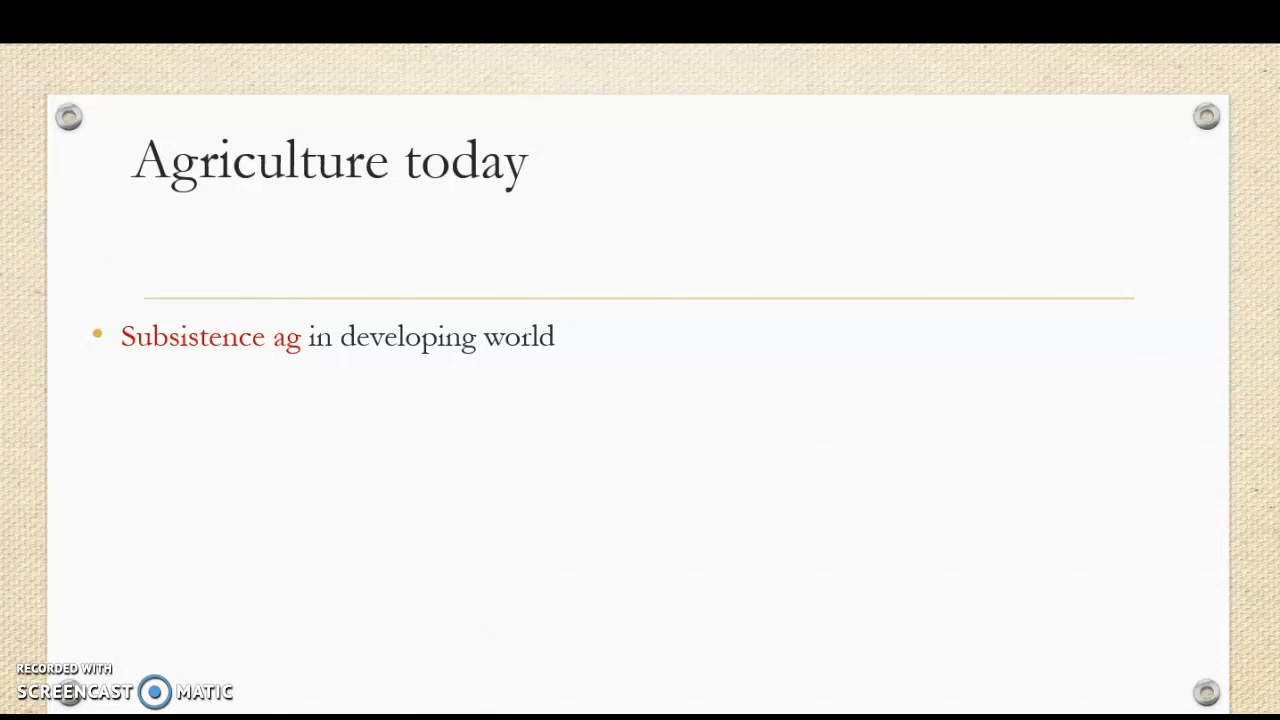 Agriculture today
• Subsistence ag in developing world
RECORDED WITH
SCREENCAST MATIC